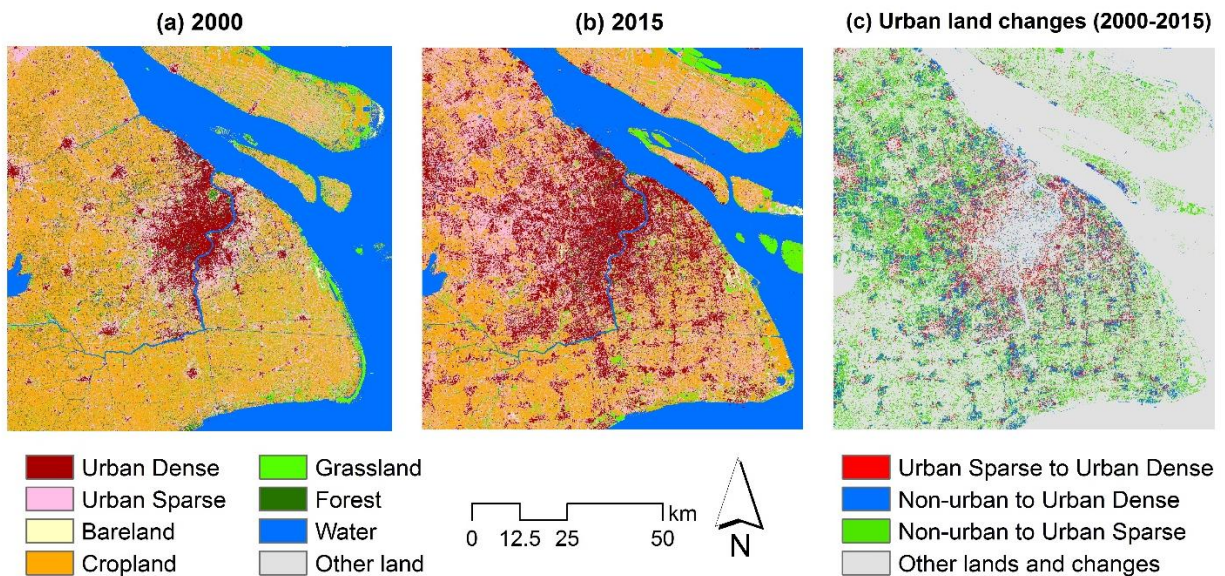 (a) 2000
(b) 2015
(c) Urban land changes (2000-2015)
Urban Dense
Urban Sparse
Bareland
Cropland
Grassland
Forest
Water
Other land
km
0 12.5 25 50
N
Urban Sparse to Urban Dense
Non-urban to Urban Dense
Non-urban to Urban Sparse
Other lands and changes